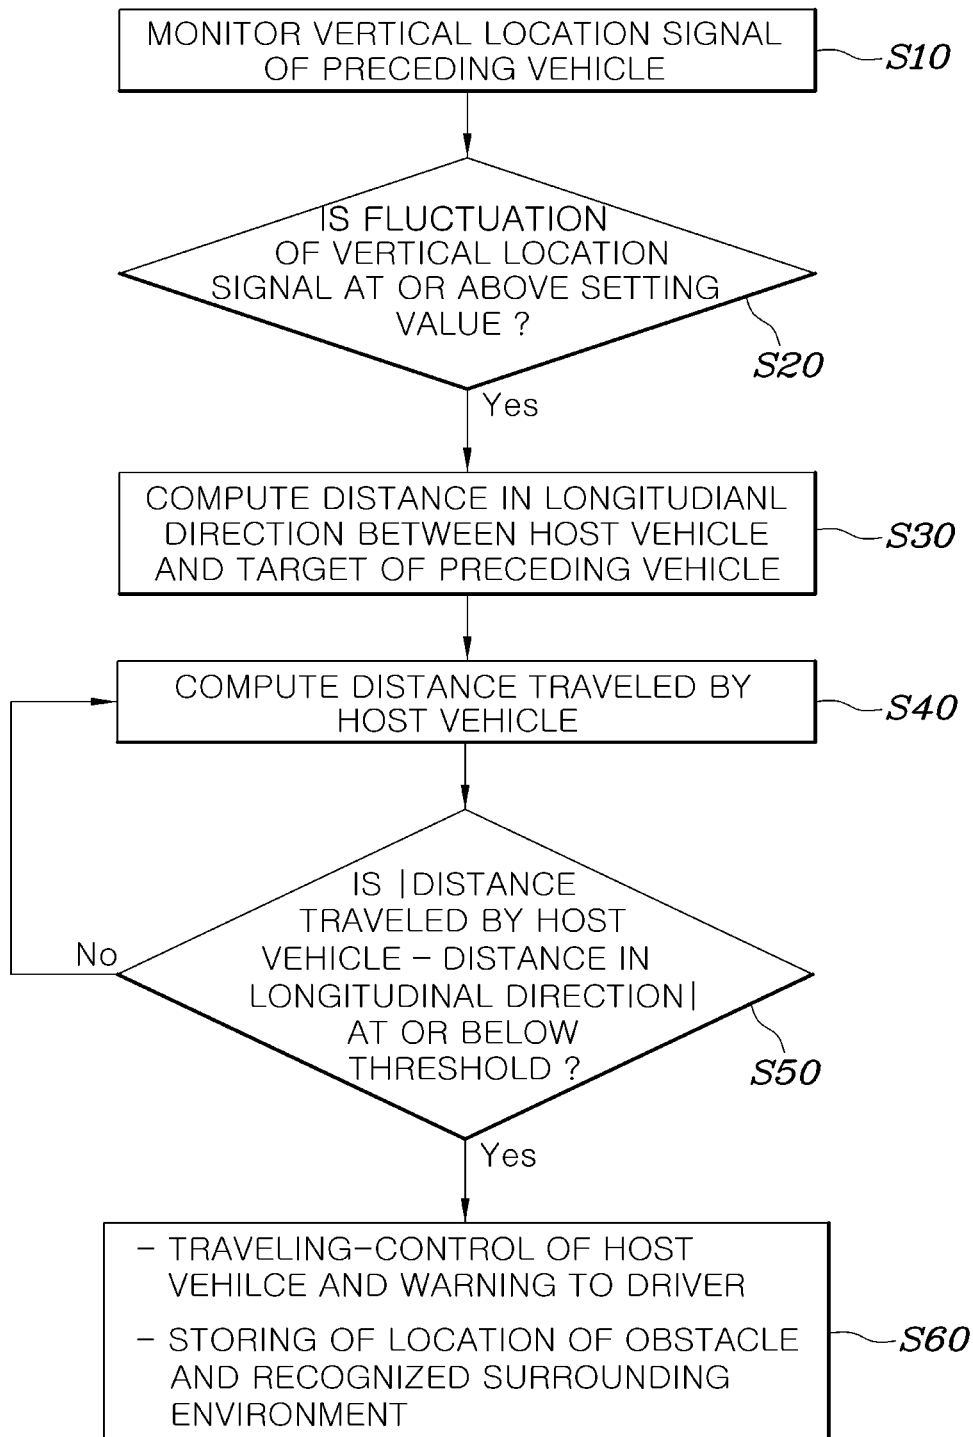 MONITOR VERTICAL LOCATION SIGNAL
OF PRECEDING VEHICLE
S10
IS FLUCTUATION
OF VERTICAL LOCATION
SIGNAL AT OR ABOVE SETTING
VALUE ?
S20
Yes
COMPUTE DISTANCE IN LONGITUDIANL
DIRECTION BETWEEN HOST VEHICLE
AND TARGET OF PRECEDING VEHICLE
S30
COMPUTE DISTANCE TRAVELED BY
HOST VEHICLE
S40
IS |DISTANCE
TRAVELED BY HOST
VEHICLE – DISTANCE IN
LONGITUDINAL DIRECTION|
AT OR BELOW
THRESHOLD ?
No
S50
Yes
– TRAVELING–CONTROL OF HOST
VEHILCE AND WARNING TO DRIVER
– STORING OF LOCATION OF OBSTACLE
AND RECOGNIZED SURROUNDING
ENVIRONMENT
S60